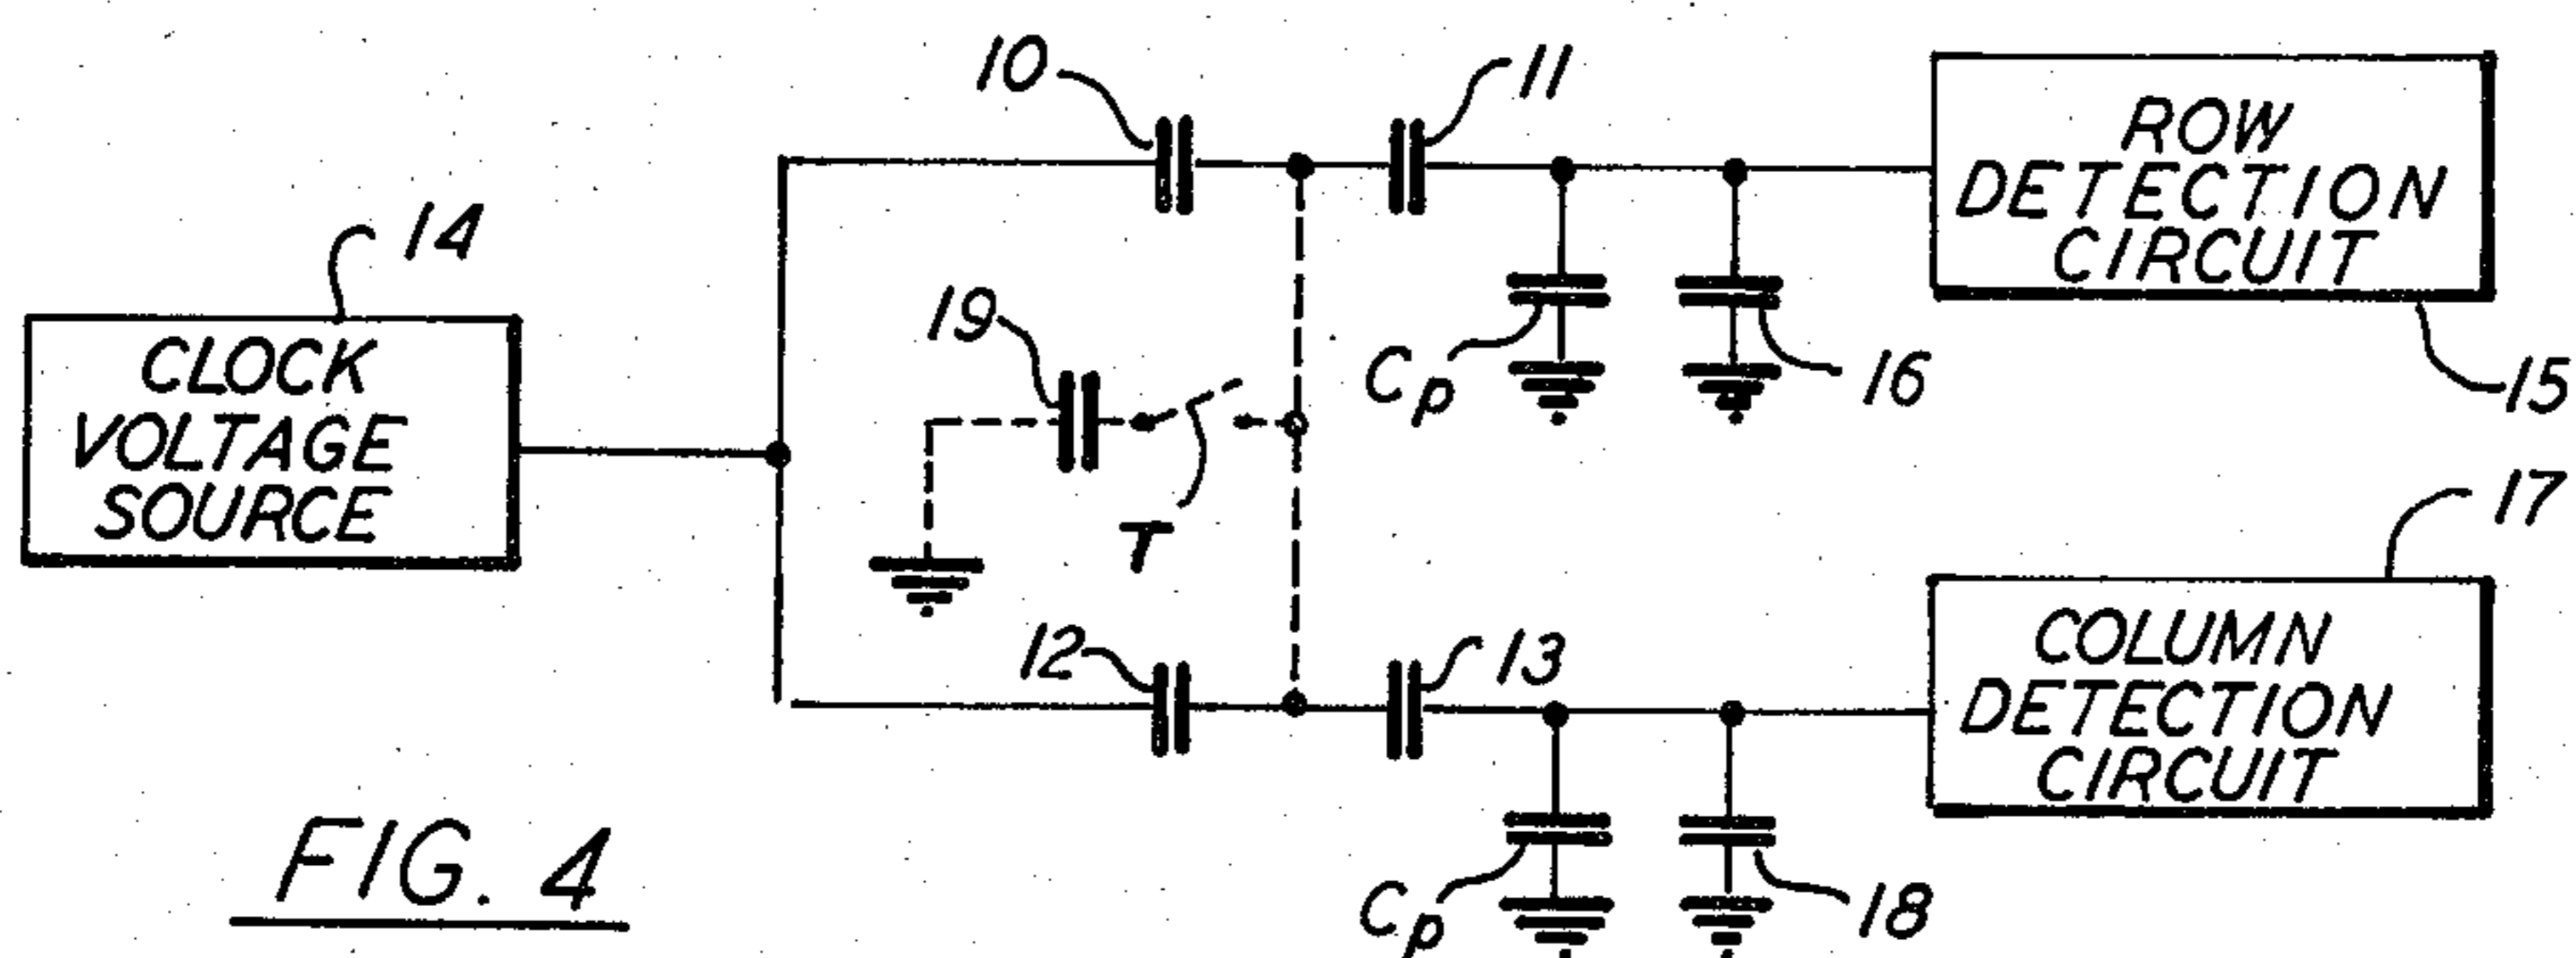 10
11
ROW
DETECTION
CIRCUIT
14
19
CLOCK
VOLTAGE
SOURCE
Cp
16
15
T
17
12
13
COLUMN
DETECTION
CIRCUIT
FIG. 4
Cp
18